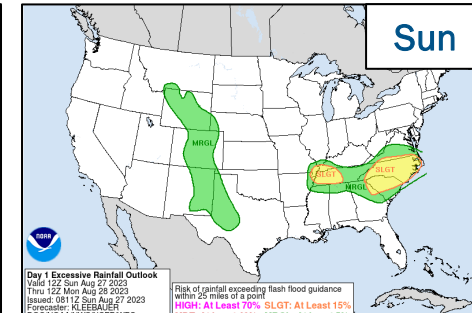 Sun
MRGL
SLGT
SLGT
MRGL
NOAA
Day 1 Excessive Rainfall Outlook
Valid 12Z Sun Aug 27 2023
Thru 12Z Mon Aug 28 2023
Issued: 0811Z Sun Aug 27 2023
Forecaster: KLEEBAUER
Risk of rainfall exceeding flash flood guidance
within 25 miles of a point
HIGH: At Least 70% SLGT: At Least 15%